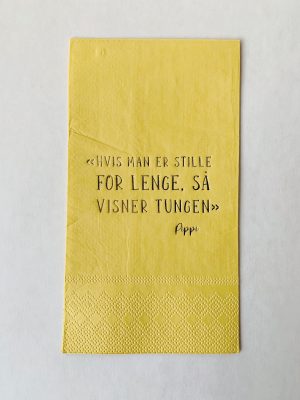 «HVIS MAN ER STILLE
FOR LENGE, SÅ
VISNER TUNGEN»
Pippi